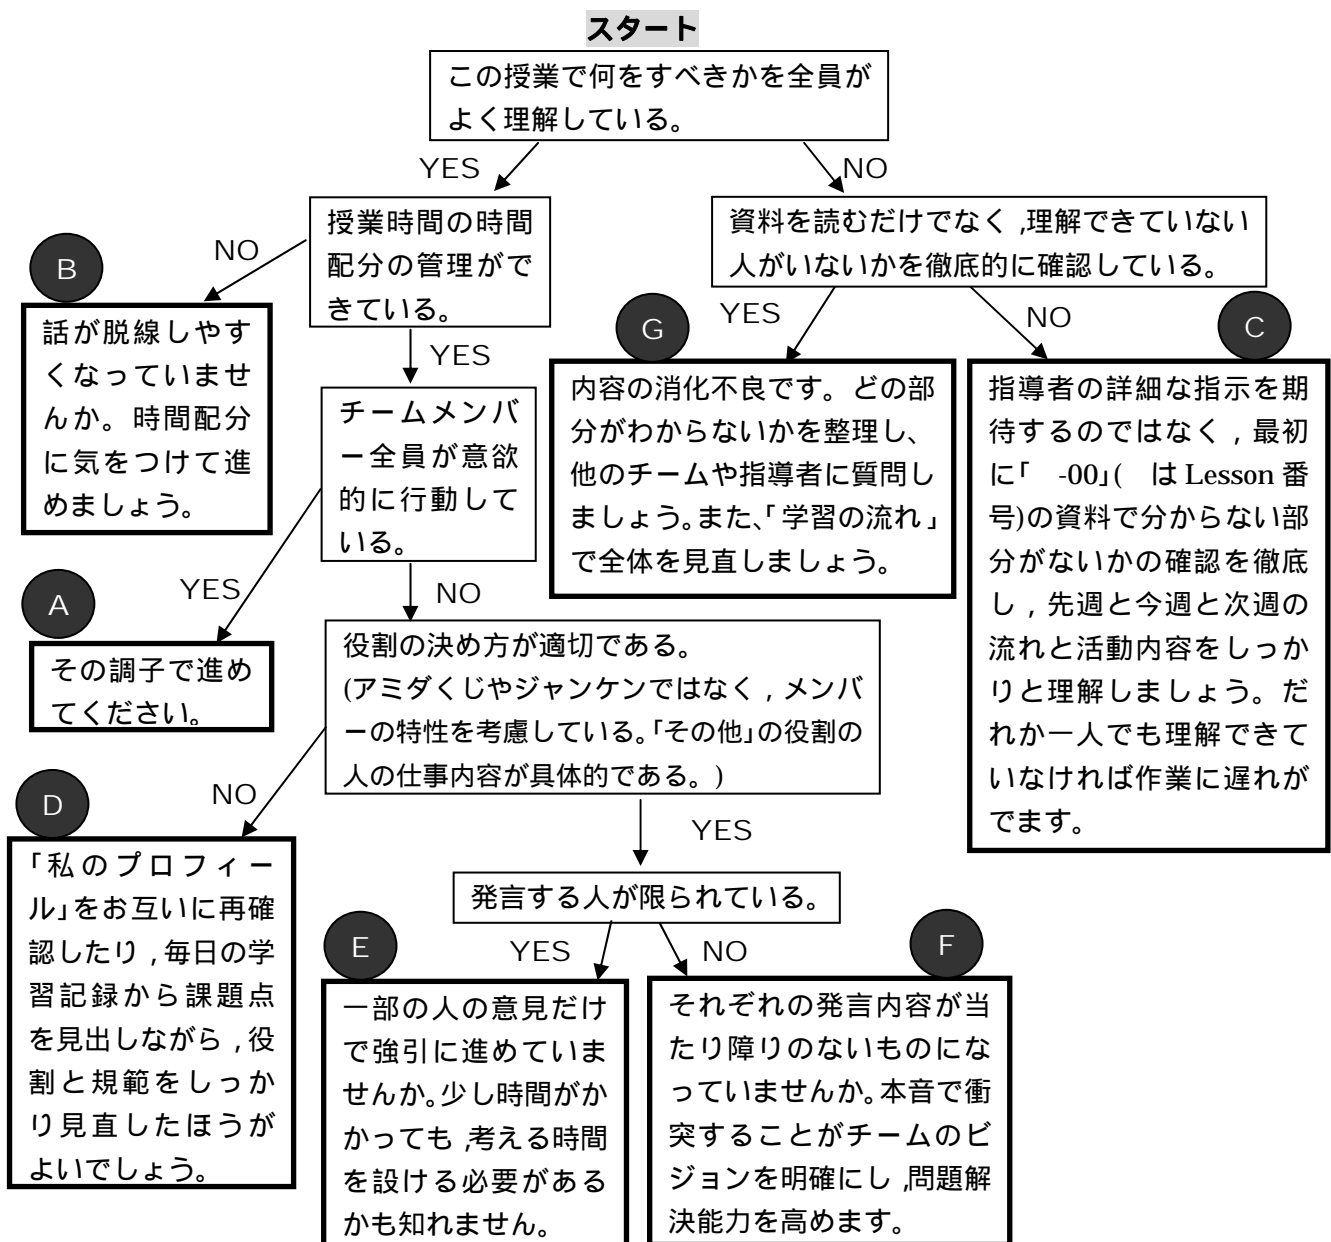 スタート
この授業で何をすべきかを全員が
よく理解している。
YES
NO
授業時間の時間
配分の管理がで
きている。
資料を読むだけでなく,理解できていない
人がいないかを徹底的に確認している。
NO
B
話が脱線しやす
くなっていませ
んか。時間配分
に気をつけて進
めましょう。
YES
チームメンバ
ー全員が意欲
的に行動して
いる。
YES
G
内容の消化不良です。どの部
分がわからないかを整理し、
他のチームや指導者に質問し
ましょう。また、「学習の流れ」
で全体を見直しましょう。
NO
C
指導者の詳細な指示を期
待するのではなく,最初
に「 -00」( は Lesson 番
号)の資料で分からない部
分がないかの確認を徹底
し,先週と今週と次週の
流れと活動内容をしっか
りと理解しましょう。だ
れか一人でも理解できて
いなければ作業に遅れが
でます。
YES
A
その調子で進め
てください。
NO
役割の決め方が適切である。
(アミダくじやジャンケンではなく,メンバ
ーの特性を考慮している。「その他」の役割の
人の仕事内容が具体的である。)
NO
D
「私のプロフィー
ル」をお互いに再確
認したり,毎日の学
習記録から課題点
を見出しながら,役
割と規範をしっか
り見直したほうが
よいでしょう。
YES
発言する人が限られている。
YES
E
一部の人の意見だけ
で強引に進めていま
せんか。少し時間がか
かっても,考える時間
を設ける必要がある
かも知れません。
NO
F
それぞれの発言内容が当
たり障りのないものにな
っていませんか。本音で衝
突することがチームのビ
ジョンを明確にし,問題解
決能力を高めます。